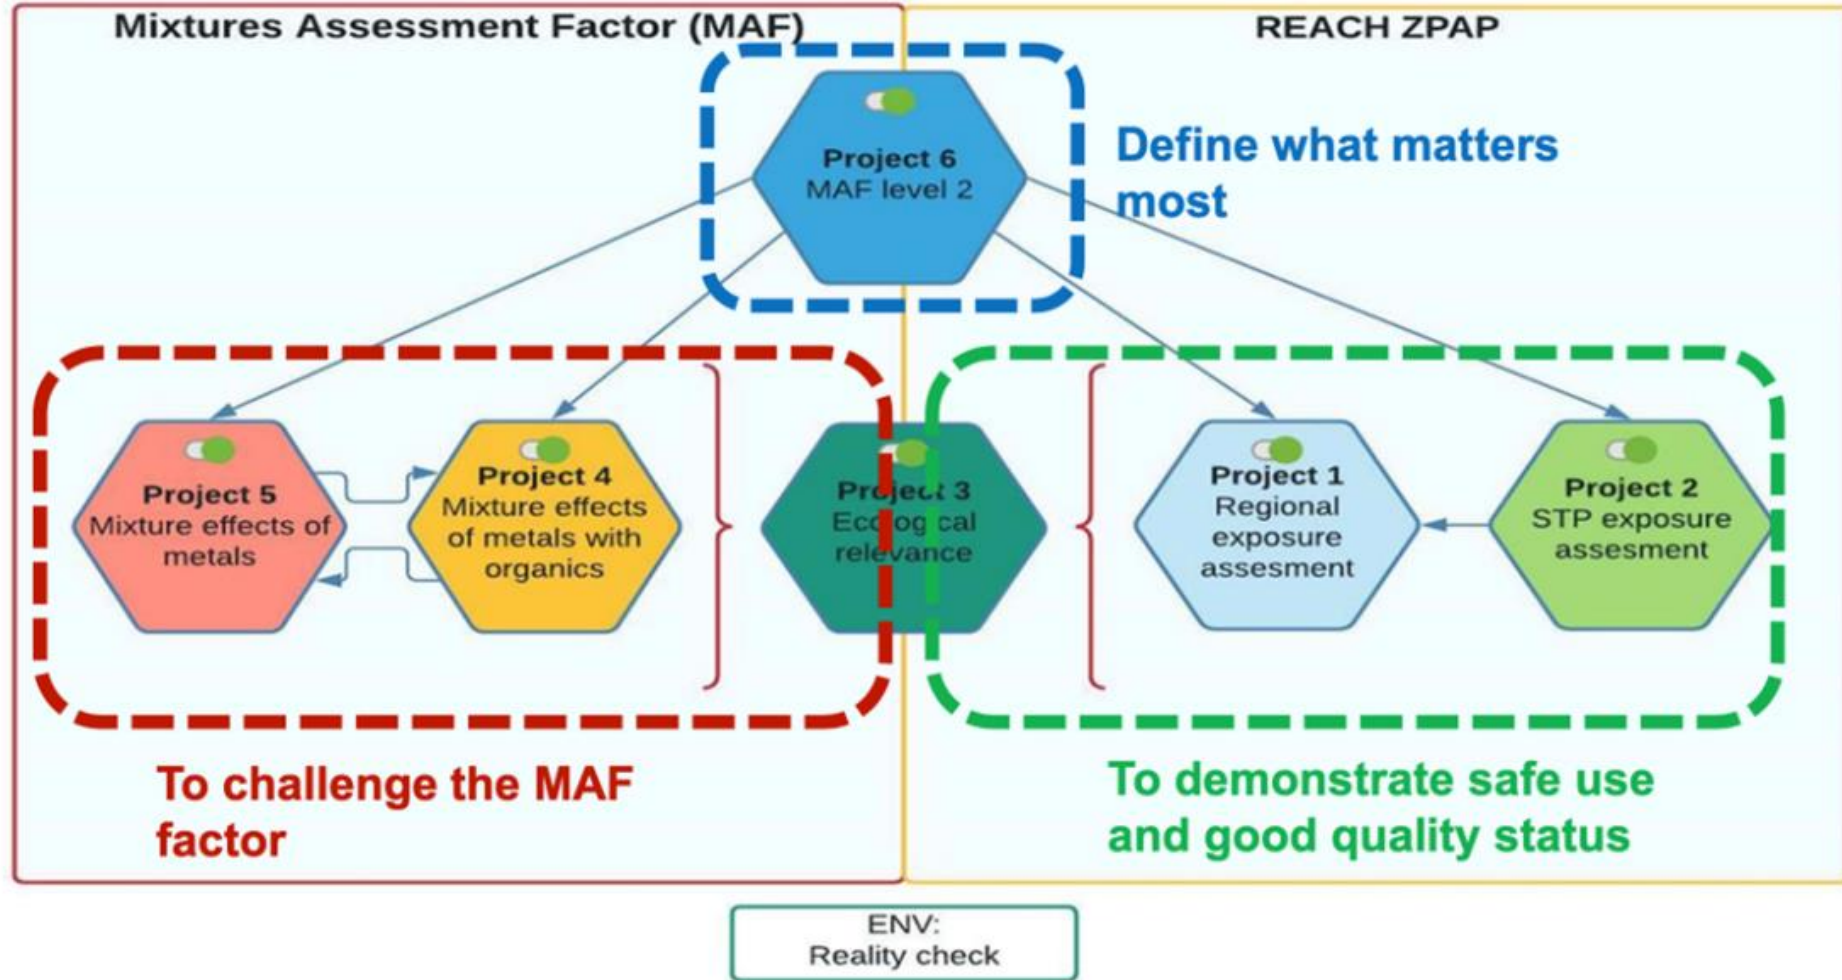 Mixtures Assessment Factor (MAF)
REACH ZPAP
Project 6
MAF level 2
Define what matters
most
Project 5
Mixture effects of
metals
Project 4
Mixture effects
of metals with
organics
Project 3
Ecological
relevance
Project 1
Regional
exposure
assesment
Project 2
STP exposure
assesment
To challenge the MAF
factor
To demonstrate safe use
and good quality status
ENV:
Reality check